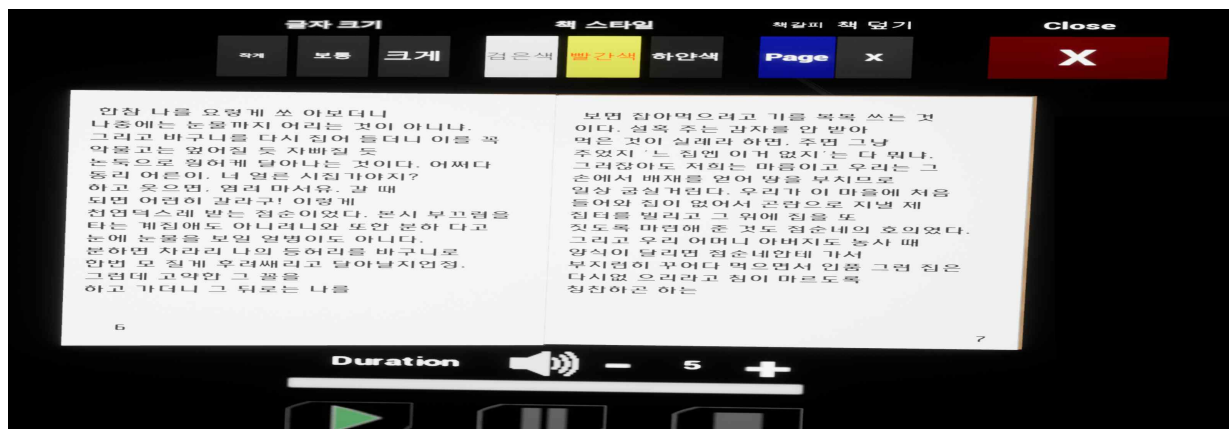 글자 크기
책 스타일
책갈피 책 덮기
Close
작게 보통 크게
검은색 빨간색 하얀색
Page X
X
한참 나를 요렇게 쏘 아보더니
나중에는 눈물까지 어리는 것이 아니냐.
그리고 바구니를 다시 집어 들더니 이를 꼭
악물고는 엎어질 듯 자빠질 듯
논둑으로 힝허케 달아나는 것이다. 어쩌다
동리 어른이, 너 얼른 시집가야지?
하고 웃으면, 염려 마서유. 갈 때
되면 어련히 갈라구! 이렇게
천연덕스레 받는 점순이였다. 본시 부끄럼을
타는 계집애도 아니려니와 또한 분하 다고
눈에 눈물을 보일 얼병이도 아니다.
분하면 차라리 나의 등허리를 바구니로
한번 모 질게 후려쌔리고 달아날지언정.
그런데 고약한 그 꼴을
하고 가더니 그 뒤로는 나를
6
보면 잡아먹으려고 기를 복복 쓰는 것
이다. 설혹 주는 감자를 안 받아
먹은 것이 실례라 하면, 주면 그냥
주었지 '느 집엔 이거 없지'는 다 뭐냐.
그러잖아도 저희는 마름이고 우리는 그
손에서 배재를 얻어 땅을 부치므로
일상 굽실거린다. 우리가 이 마을에 처음
들어와 집이 없어서 곤란으로 지낼 제
집터를 빌리고 그 위에 집을 또
짓도록 마련해 준 것도 점순네의 호의였다.
그리고 우리 어머니 아버지도 농사 때
양식이 딸리면 점순네한테 가서
부지런히 꾸어다 먹으면서 인품 그런 집은
다시없 으리라고 침이 마르도록
칭찬하곤 하는
7
Duration - 5 +